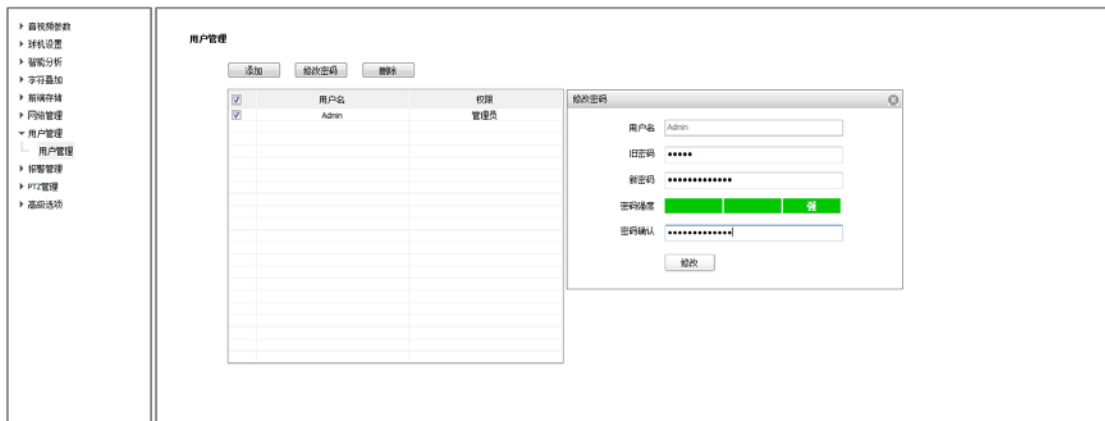 音视频参数
球机设置
智能分析
字符叠加
前端存储
网络管理
用户管理
用户管理
报警管理
PTZ管理
高级选项
用户管理
添加 修改密码 删除
用户名 权限
Admin 管理员
修改密码
用户名 Admin
旧密码 •••••
新密码 •••••••••••••
密码强度 强
密码确认 •••••••••••••
修改